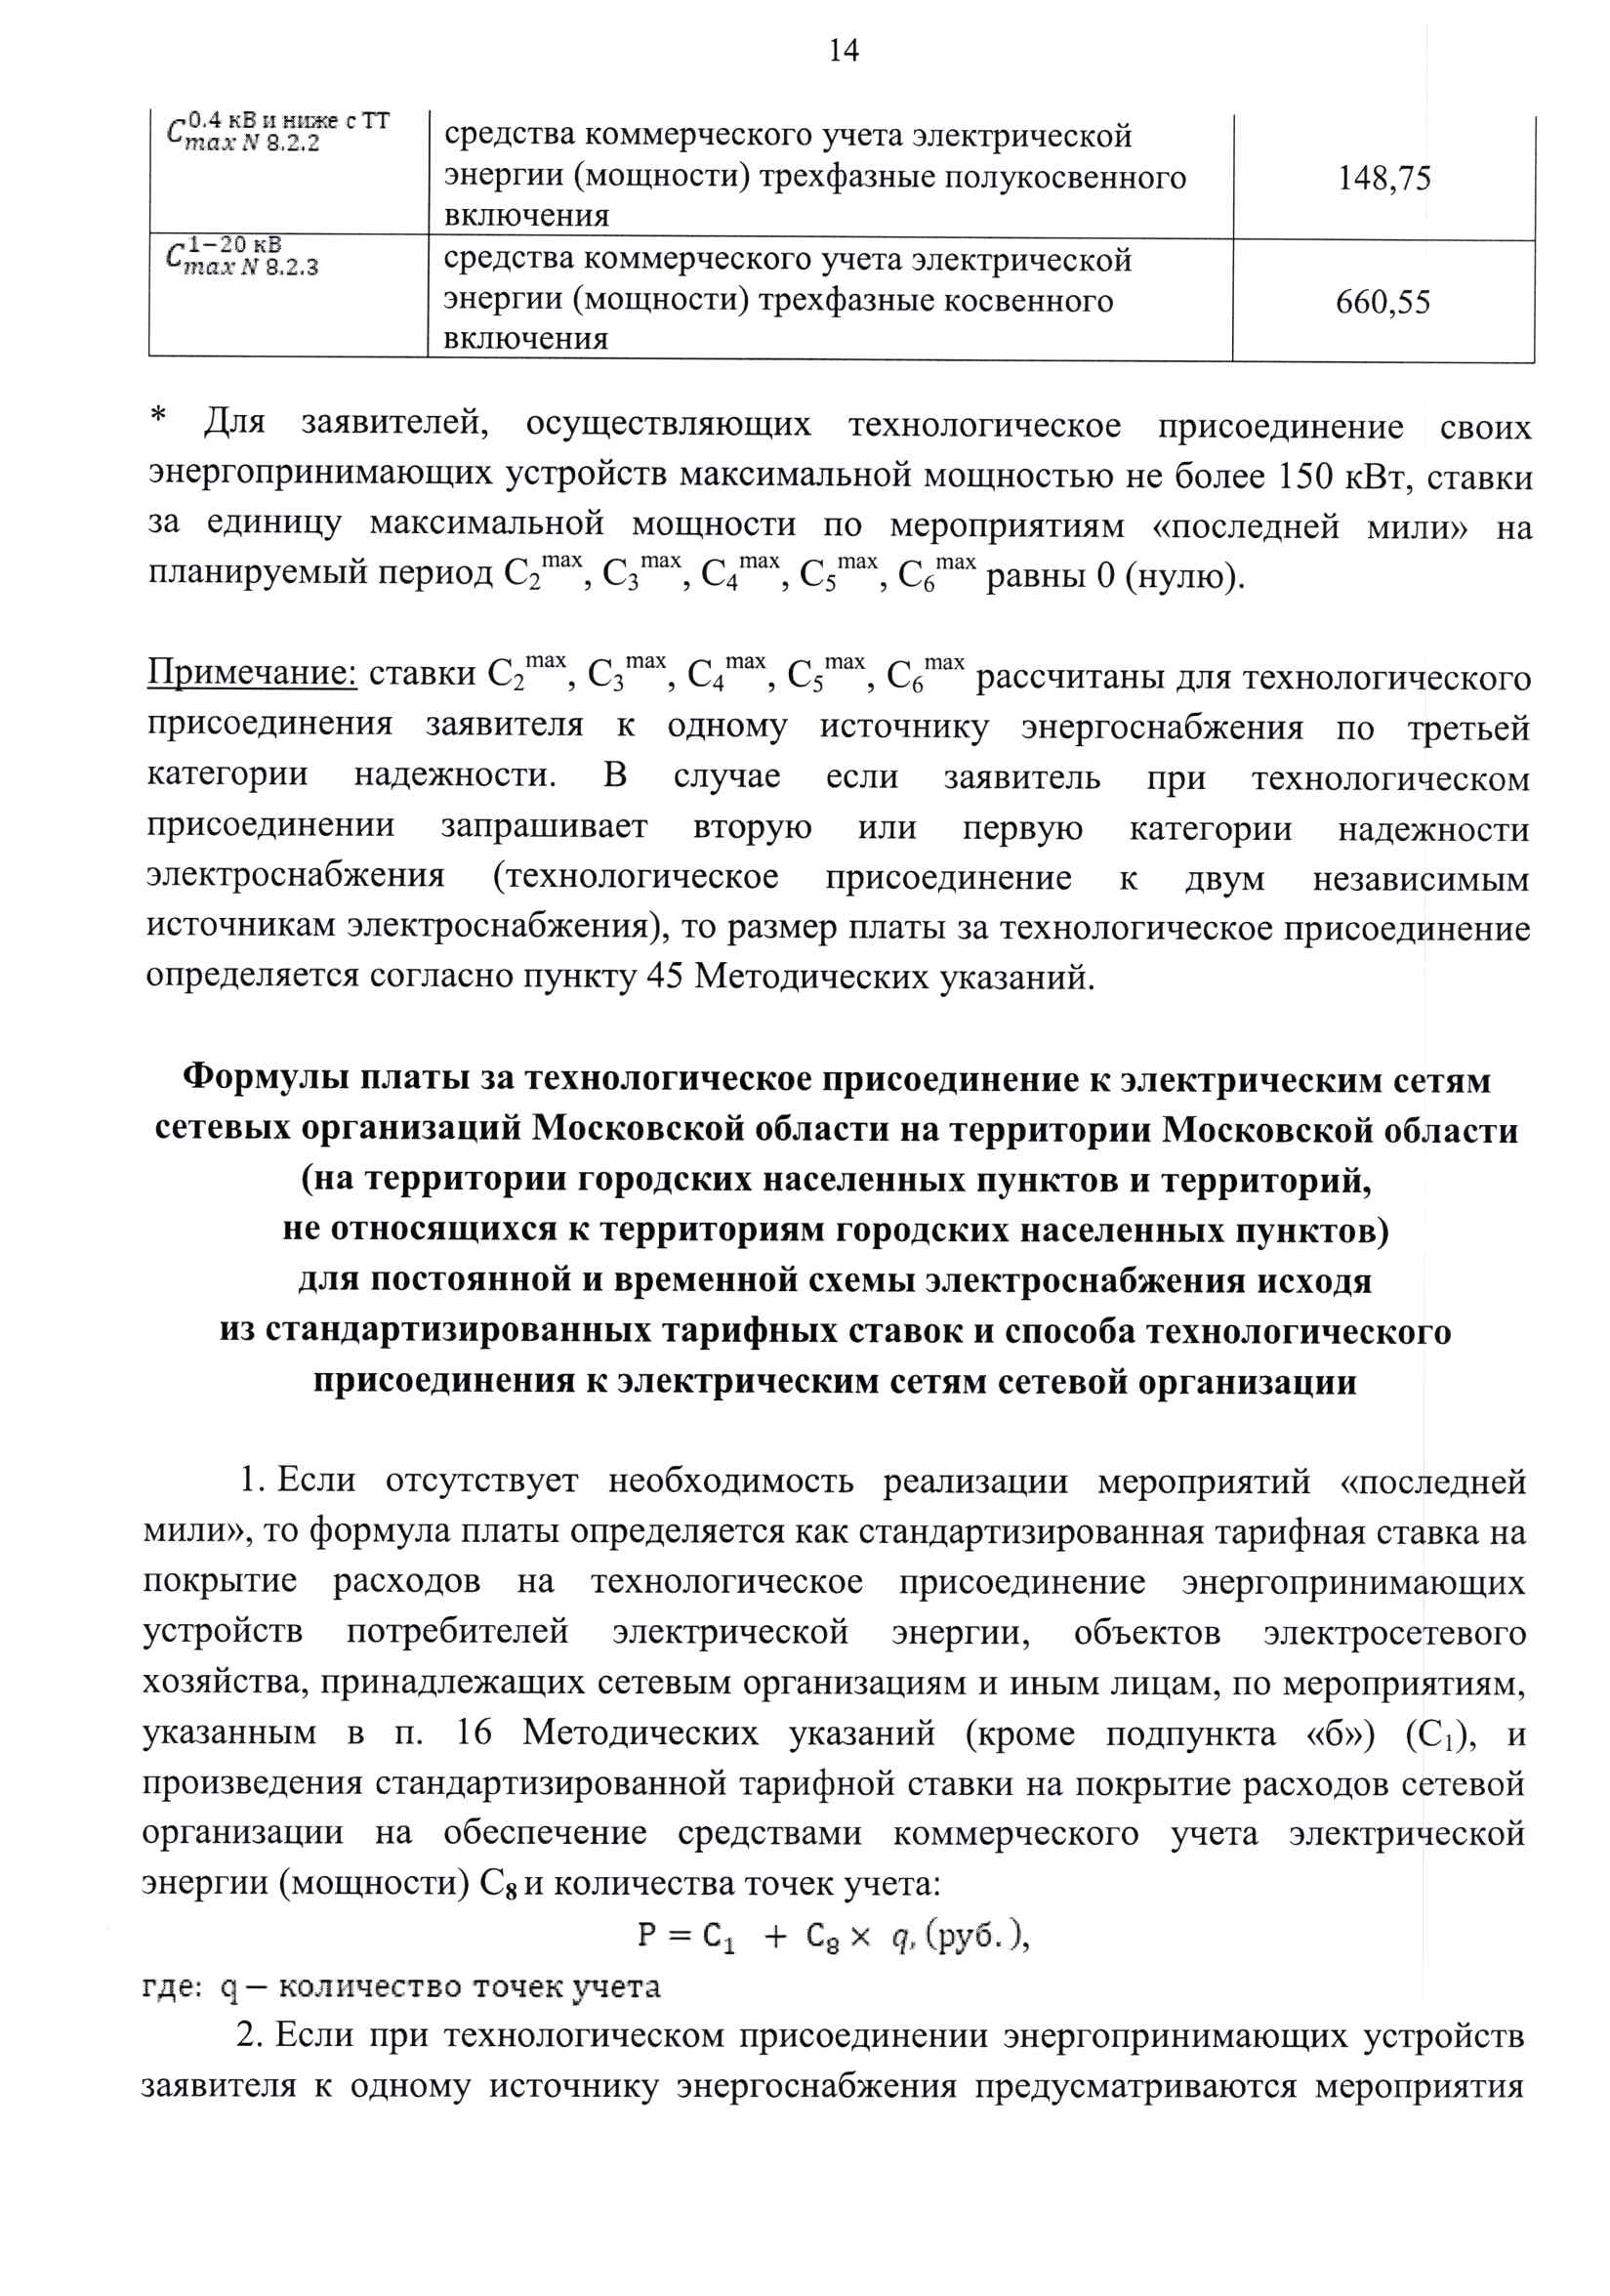 14
C 0.4 кВ и ниже с ТТ max N 8.2.2
средства коммерческого учета электрической
энергии (мощности) трехфазные полукосвенного
включения
148,75
C 1−20 кВ max N 8.2.3
средства коммерческого учета электрической
энергии (мощности) трехфазные косвенного
включения
660,55
* Для заявителей, осуществляющих технологическое присоединение своих
энергопринимающих устройств максимальной мощностью не более 150 кВт, ставки
за единицу максимальной мощности по мероприятиям «последней мили» на
планируемый период С₂ᵐᵃˣ, С₃ᵐᵃˣ, С₄ᵐᵃˣ, С₅ᵐᵃˣ, С₆ᵐᵃˣ равны 0 (нулю).
Примечание: ставки С₂ᵐᵃˣ, С₃ᵐᵃˣ, С₄ᵐᵃˣ, С₅ᵐᵃˣ, С₆ᵐᵃˣ рассчитаны для технологического
присоединения заявителя к одному источнику энергоснабжения по третьей
категории надежности. В случае если заявитель при технологическом
присоединении запрашивает вторую или первую категории надежности
электроснабжения (технологическое присоединение к двум независимым
источникам электроснабжения), то размер платы за технологическое присоединение
определяется согласно пункту 45 Методических указаний.
Формулы платы за технологическое присоединение к электрическим сетям
сетевых организаций Московской области на территории Московской области
(на территории городских населенных пунктов и территорий,
не относящихся к территориям городских населенных пунктов)
для постоянной и временной схемы электроснабжения исходя
из стандартизированных тарифных ставок и способа технологического
присоединения к электрическим сетям сетевой организации
1. Если отсутствует необходимость реализации мероприятий «последней
мили», то формула платы определяется как стандартизированная тарифная ставка на
покрытие расходов на технологическое присоединение энергопринимающих
устройств потребителей электрической энергии, объектов электросетевого
хозяйства, принадлежащих сетевым организациям и иным лицам, по мероприятиям,
указанным в п. 16 Методических указаний (кроме подпункта «б») (С₁), и
произведения стандартизированной тарифной ставки на покрытие расходов сетевой
организации на обеспечение средствами коммерческого учета электрической
энергии (мощности) С₈ и количества точек учета:
P = C₁ + C₈ × q, (руб.),
где: q – количество точек учета
2. Если при технологическом присоединении энергопринимающих устройств
заявителя к одному источнику энергоснабжения предусматриваются мероприятия